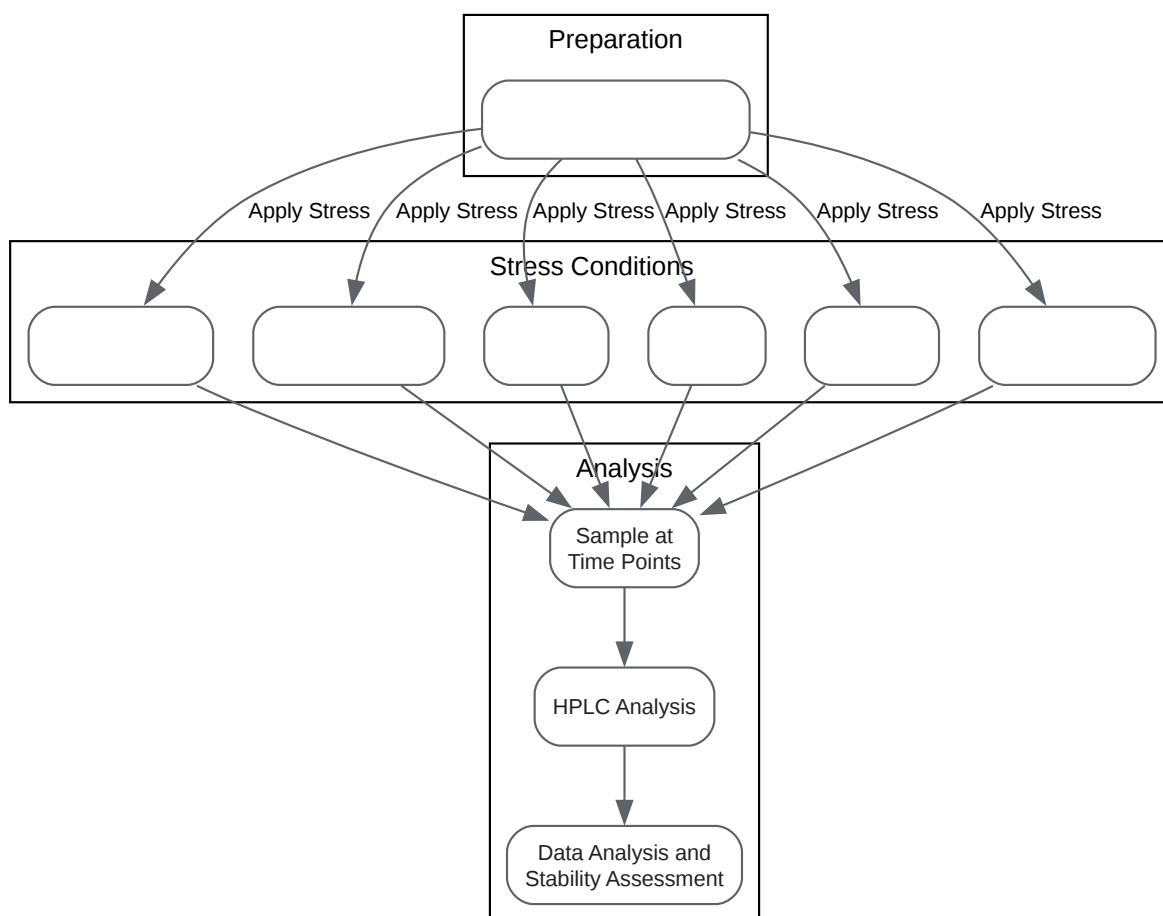 Preparation
Apply Stress
Apply Stress
Apply Stress
Apply Stress
Apply Stress
Apply Stress
Stress Conditions
Analysis
Sample at
Time Points
HPLC Analysis
Data Analysis and
Stability Assessment